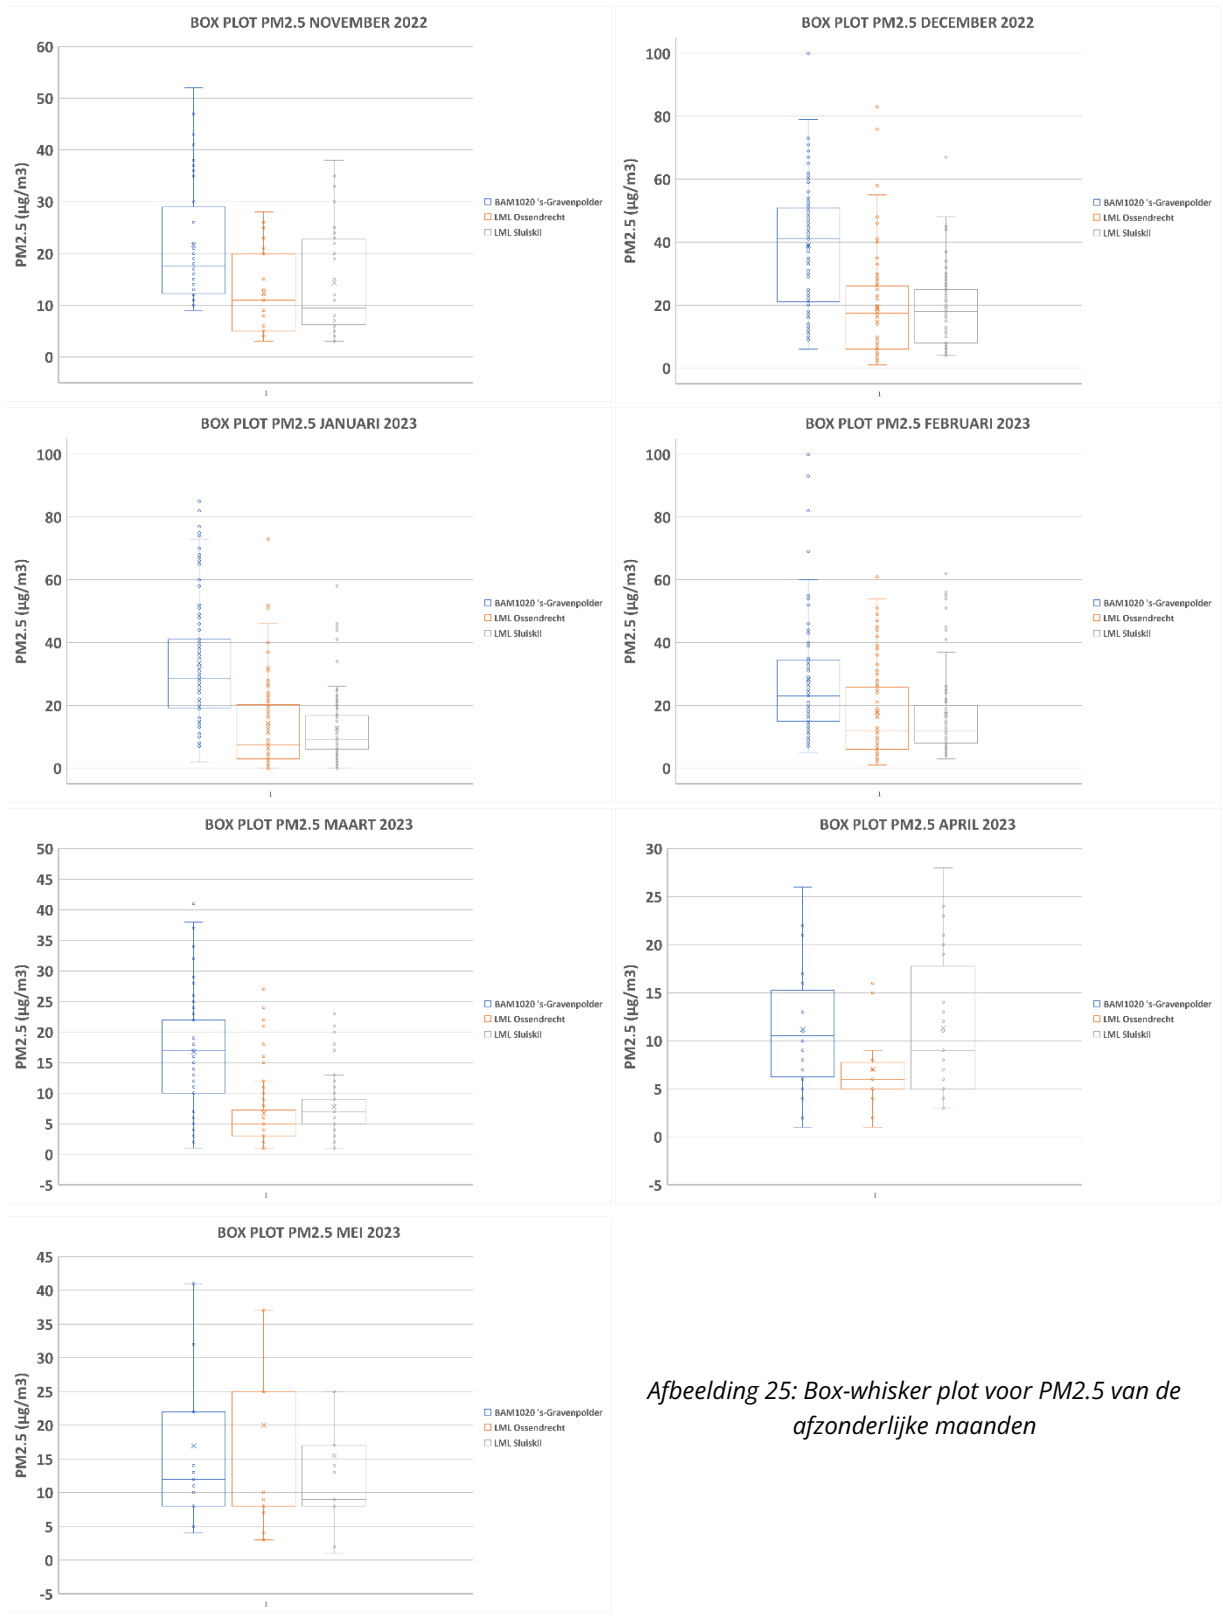 BOX PLOT PM2.5 NOVEMBER 2022
60
50
40
30
20
10
0
PM2.5 (µg/m3)
BAM1020 's-Gravenpolder
LML Ossendrecht
LML Sluiskil
1
BOX PLOT PM2.5 DECEMBER 2022
100
80
60
40
20
0
PM2.5 (µg/m3)
BAM1020 's-Gravenpolder
LML Ossendrecht
LML Sluiskil
1
BOX PLOT PM2.5 JANUARI 2023
100
80
60
40
20
0
PM2.5 (µg/m3)
BAM1020 's-Gravenpolder
LML Ossendrecht
LML Sluiskil
1
BOX PLOT PM2.5 FEBRUARI 2023
100
80
60
40
20
0
PM2.5 (µg/m3)
BAM1020 's-Gravenpolder
LML Ossendrecht
LML Sluiskil
1
BOX PLOT PM2.5 MAART 2023
50
45
40
35
30
25
20
15
10
5
0
-5
PM2.5 (µg/m3)
BAM1020 's-Gravenpolder
LML Ossendrecht
LML Sluiskil
1
BOX PLOT PM2.5 APRIL 2023
30
25
20
15
10
5
0
-5
PM2.5 (µg/m3)
BAM1020 's-Gravenpolder
LML Ossendrecht
LML Sluiskil
1
BOX PLOT PM2.5 MEI 2023
45
40
35
30
25
20
15
10
5
0
-5
PM2.5 (µg/m3)
BAM1020 's-Gravenpolder
LML Ossendrecht
LML Sluiskil
1
Afbeelding 25: Box-whisker plot voor PM2.5 van de
afzonderlijke maanden